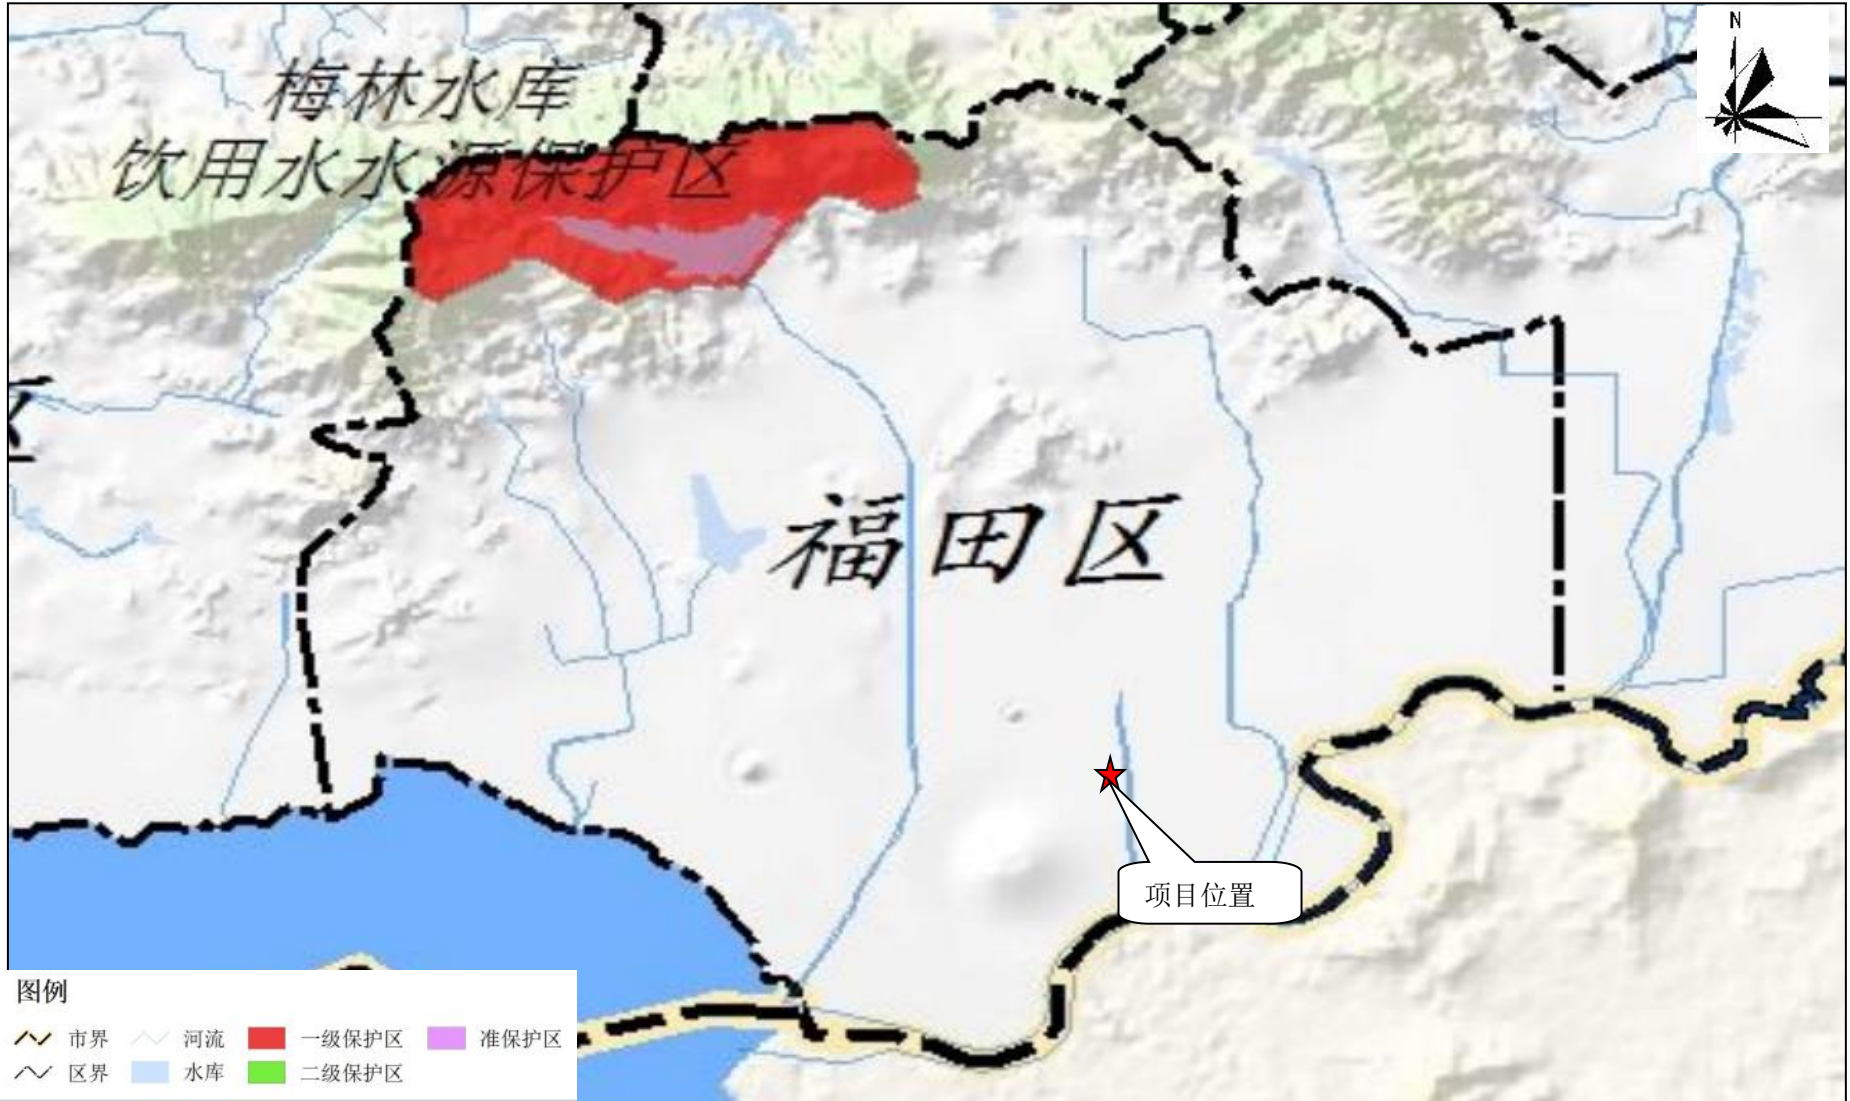 N
梅林水库
饮用水水源保护区
区
福田区
项目位置
图例
市界 河流 一级保护区 准保护区
区界 水库 二级保护区